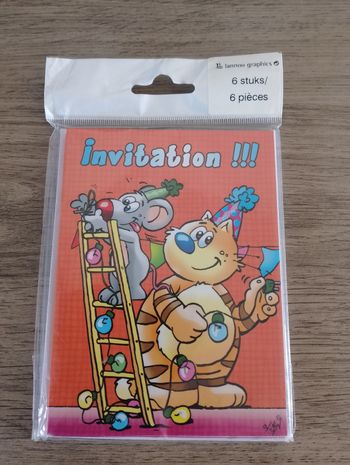 lannoo graphics
6 stuks/
6 pièces
invitation !!!